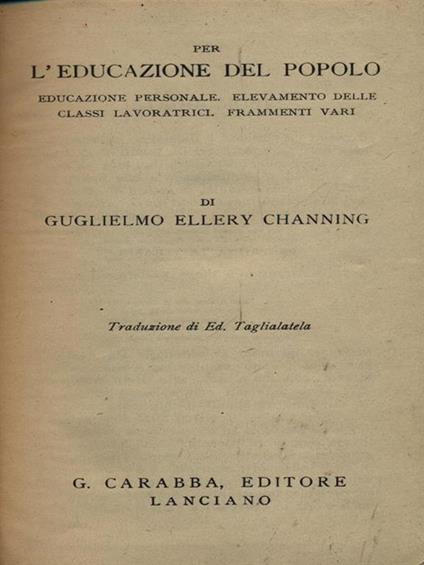 PER
L'EDUCAZIONE DEL POPOLO
EDUCAZIONE PERSONALE. ELEVAMENTO DELLE
CLASSI LAVORATRICI. FRAMMENTI VARI
DI
GUGLIELMO ELLERY CHANNING
Traduzione di Ed. Taglialatela
G. CARABBA, EDITORE
LANCIANO